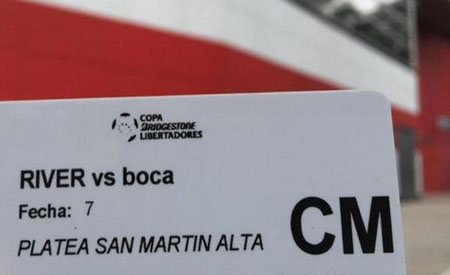 COPA
BRIDGESTONE
LIBERTADORES
RIVER vs boca
Fecha: 7
PLATEA SAN MARTIN ALTA
CM